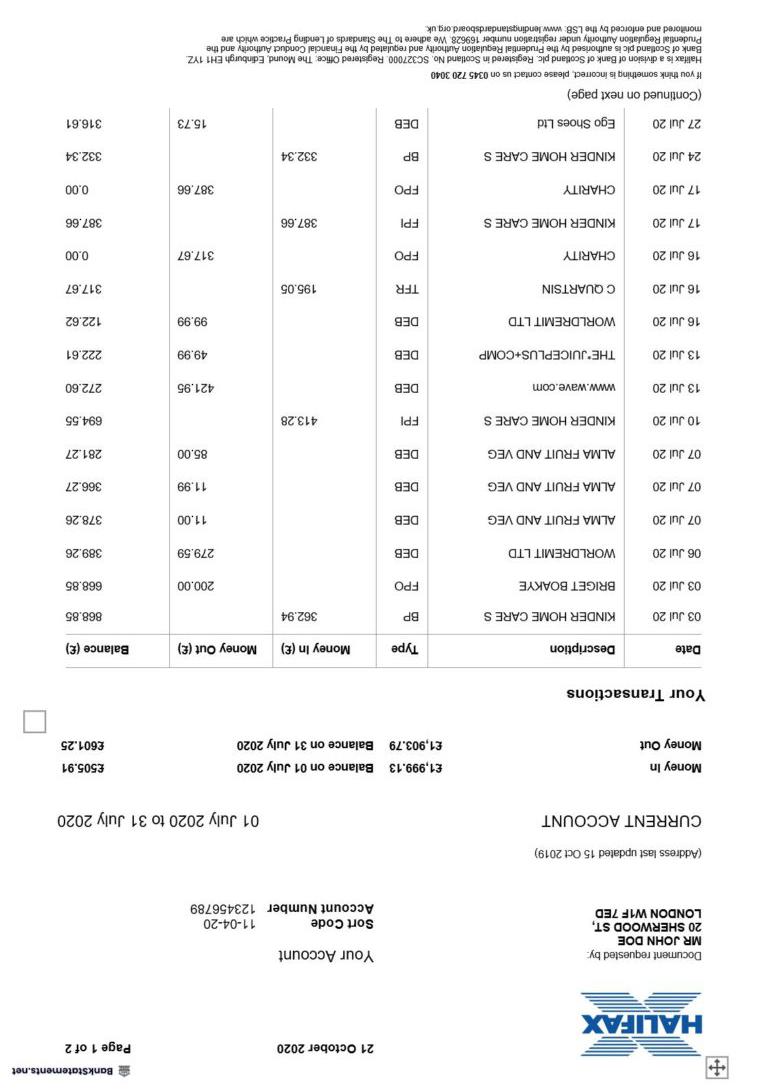 BankStatements.net
21 October 2020 Page 1 of 2
HALIFAX
Document requested by:
MR JOHN DOE
20 SHERWOOD ST,
LONDON W1F 7ED
Your Account
Sort Code 11-04-20
Account Number 123456789
(Address last updated 15 Oct 2019)
CURRENT ACCOUNT 01 July 2020 to 31 July 2020
Money In £1,999.13 Balance on 01 July 2020 £505.91
Money Out £1,903.79 Balance on 31 July 2020 £601.25
Your Transactions
Date Description Type Money In (£) Money Out (£) Balance (£)
03 Jul 20 KINDER HOME CARE S BP 362.94 868.85
03 Jul 20 BRIGET BOAKYE FPO 200.00 668.85
06 Jul 20 WORLDREMIT LTD DEB 279.59 389.26
07 Jul 20 ALMA FRUIT AND VEG DEB 11.00 378.26
07 Jul 20 ALMA FRUIT AND VEG DEB 11.99 366.27
07 Jul 20 ALMA FRUIT AND VEG DEB 85.00 281.27
10 Jul 20 KINDER HOME CARE S FPI 413.28 694.55
13 Jul 20 www.wave.com DEB 421.95 272.60
13 Jul 20 THE*JUICEPLUS+COMP DEB 49.99 222.61
16 Jul 20 WORLDREMIT LTD DEB 99.99 122.62
16 Jul 20 C QUARTSIN TFR 195.05 317.67
16 Jul 20 CHARITY FPO 317.67 0.00
17 Jul 20 KINDER HOME CARE S FPI 387.66 387.66
17 Jul 20 CHARITY FPO 387.66 0.00
24 Jul 20 KINDER HOME CARE S BP 332.34 332.34
27 Jul 20 Ego Shoes Ltd DEB 15.73 316.61
(Continued on next page)
If you think something is incorrect, please contact us on 0345 720 3040
Halifax is a division of Bank of Scotland plc. Registered in Scotland No. SC327000. Registered Office: The Mound, Edinburgh EH1 1YZ.
Bank of Scotland plc is authorised by the Prudential Regulation Authority and regulated by the Financial Conduct Authority and the
Prudential Regulation Authority under registration number 169628. We adhere to The Standards of Lending Practice which are
monitored and enforced by the LSB: www.lendingstandardsboard.org.uk.